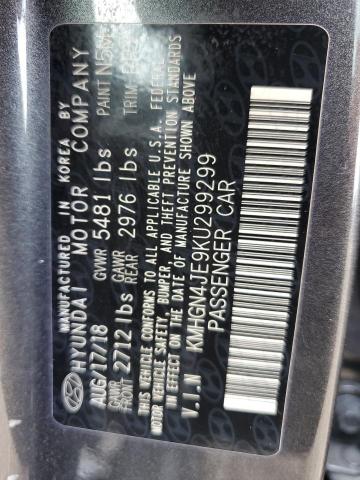 MANUFACTURED IN KOREA BY
HYUNDAI MOTOR COMPANY
AUG/17/18 GVWR 5481 lbs PAINT
GAWR FRONT 2712 lbs GAWR REAR 2976 lbs TRIM
THIS VEHICLE CONFORMS TO ALL APPLICABLE U.S.A. FEDERAL
MOTOR VEHICLE SAFETY, BUMPER, AND THEFT PREVENTION STANDARDS
IN EFFECT ON THE DATE OF MANUFACTURE SHOWN ABOVE
V.I.N KMHGN4JE9KU299299
PASSENGER CAR